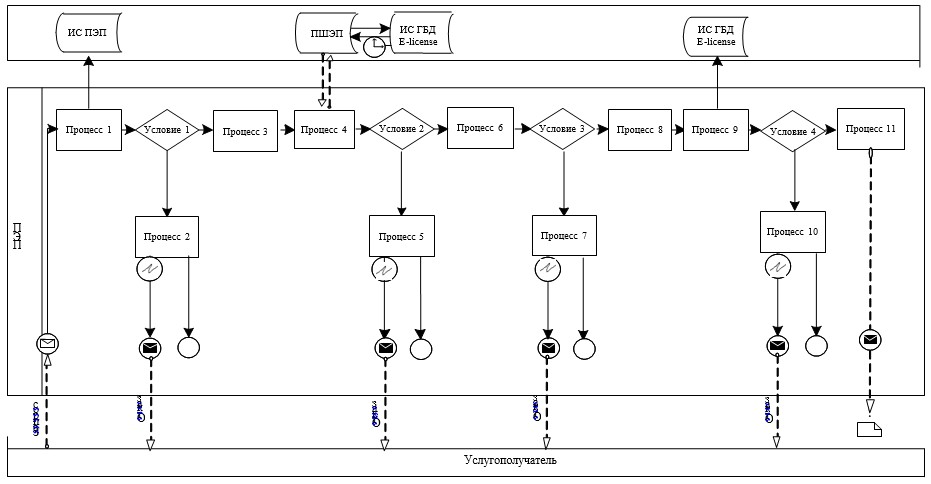 ИС ПЭП
ПШЭП
ИС ГБД
E-license
ИС ГБД
E-license
Процесс 1
Условие 1
Процесс 3
Процесс 4
Условие 2
Процесс 6
Условие 3
Процесс 8
Процесс 9
Условие 4
Процесс 11
ПЭП
Процесс 2
Процесс 5
Процесс 7
Процесс 10
Услугополучатель